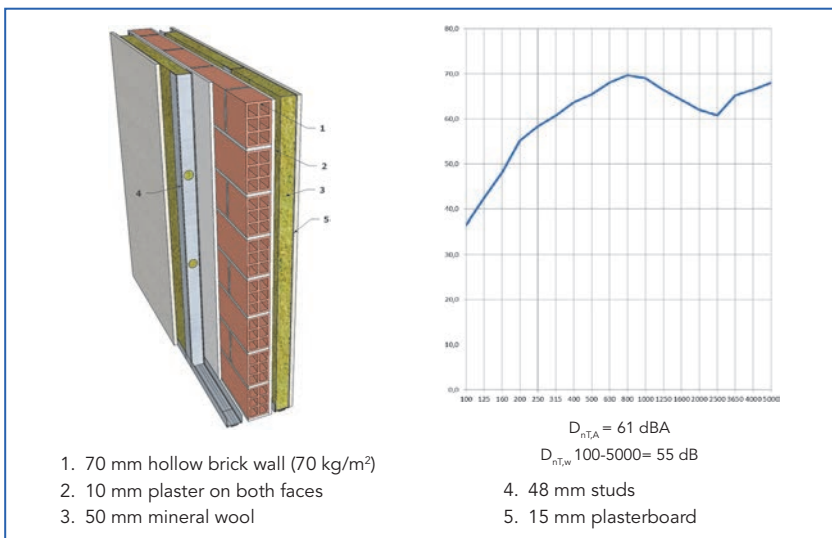 1
2
3
4
5
80,0
70,0
60,0
50,0
40,0
30,0
20,0
10,0
0,0
100 125 160 200 250 315 400 500 600 800 1000 1250 1600 2000 2500 3650 4000 5000
DnT,A = 61 dBA
DnT,w 100-5000= 55 dB
1. 70 mm hollow brick wall (70 kg/m²)
2. 10 mm plaster on both faces
3. 50 mm mineral wool
4. 48 mm studs
5. 15 mm plasterboard